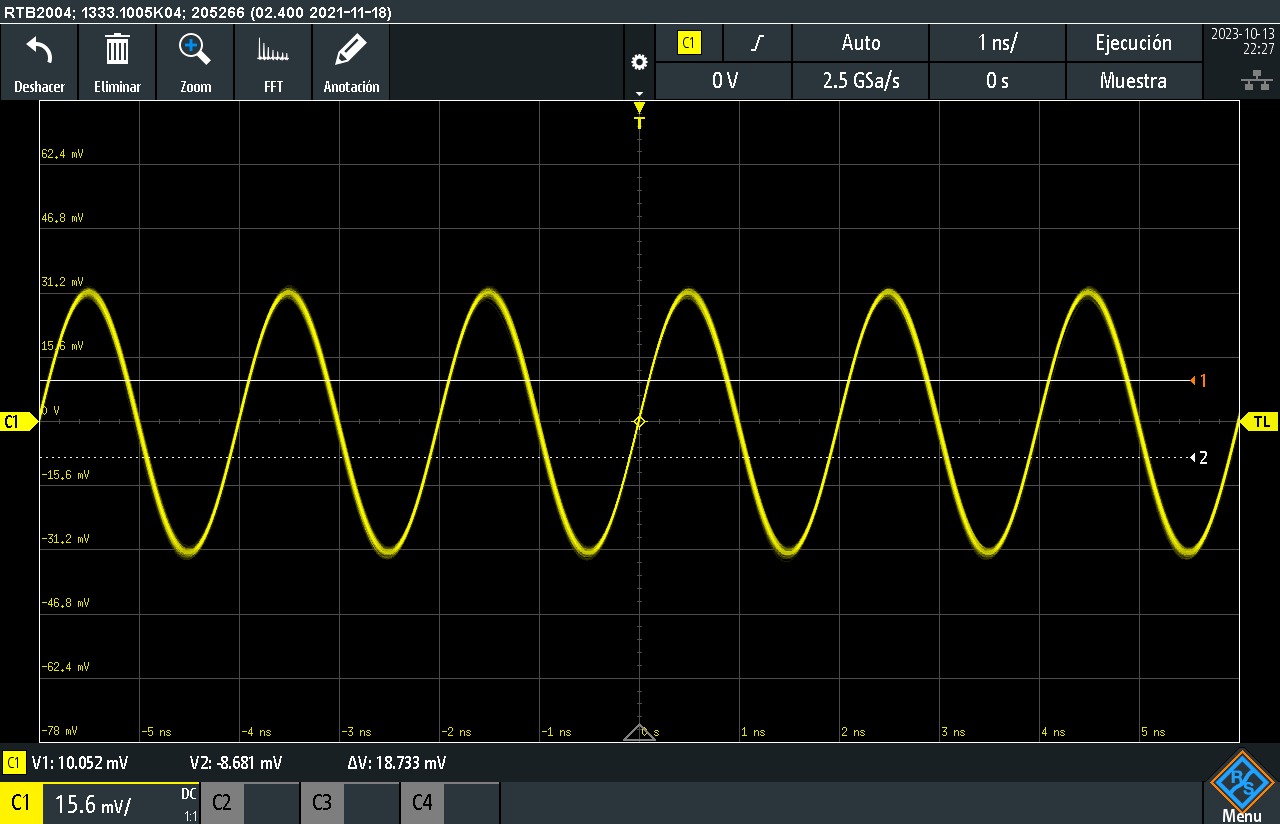 RTB2004; 1333.1005K04; 205266 (02.400 2021-11-18)
Deshacer Eliminar Zoom FFT Anotación
C1 Auto 1 ns/ Ejecución
0 V 2.5 GSa/s 0 s Muestra
2023-10-13
22:27
T
62.4 mV
46.8 mV
31.2 mV
15.6 mV
1
0 V
C1 TL
2
-15.6 mV
-31.2 mV
-46.8 mV
-62.4 mV
-78 mV -5 ns -4 ns -3 ns -2 ns -1 ns 0 s 1 ns 2 ns 3 ns 4 ns 5 ns
C1 V1: 10.052 mV V2: -8.681 mV ΔV: 18.733 mV
C1 15.6 mV/ DC 1:1 C2 C3 C4
R S
Menu